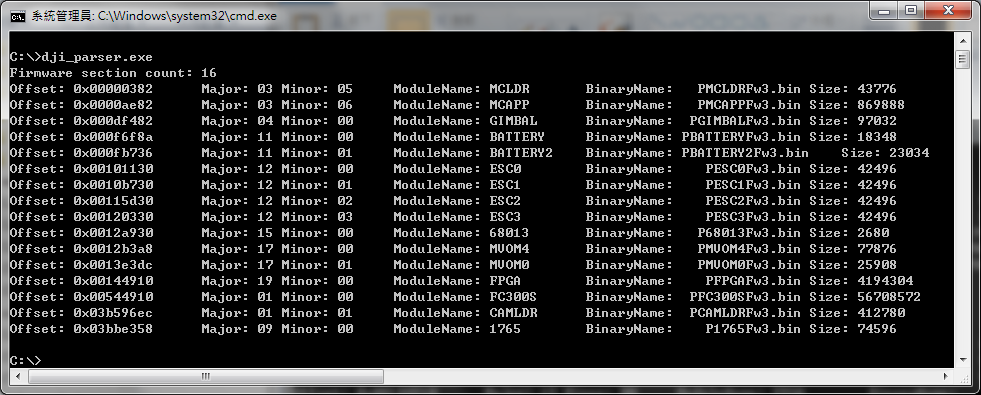 系統管理員: C:\Windows\system32\cmd.exe
C:\>dji_parser.exe
Firmware section count: 16
Offset: 0x00000382 Major: 03 Minor: 05 ModuleName: MCLDR BinaryName: PMCLDRFw3.bin Size: 43776
Offset: 0x0000ae82 Major: 03 Minor: 06 ModuleName: MCAPP BinaryName: PMCAPPFw3.bin Size: 869888
Offset: 0x000df482 Major: 04 Minor: 00 ModuleName: GIMBAL BinaryName: PGIMBALFw3.bin Size: 97032
Offset: 0x000f6f8a Major: 11 Minor: 00 ModuleName: BATTERY BinaryName: PBATTERYFw3.bin Size: 18348
Offset: 0x000fb736 Major: 11 Minor: 01 ModuleName: BATTERY2 BinaryName: PBATTERY2Fw3.bin Size: 23034
Offset: 0x00101130 Major: 12 Minor: 00 ModuleName: ESC0 BinaryName: PESC0Fw3.bin Size: 42496
Offset: 0x0010b730 Major: 12 Minor: 01 ModuleName: ESC1 BinaryName: PESC1Fw3.bin Size: 42496
Offset: 0x00115d30 Major: 12 Minor: 02 ModuleName: ESC2 BinaryName: PESC2Fw3.bin Size: 42496
Offset: 0x00120330 Major: 12 Minor: 03 ModuleName: ESC3 BinaryName: PESC3Fw3.bin Size: 42496
Offset: 0x0012a930 Major: 15 Minor: 00 ModuleName: 68013 BinaryName: P68013Fw3.bin Size: 2680
Offset: 0x0012b3a8 Major: 17 Minor: 00 ModuleName: MVOM4 BinaryName: PMVOM4Fw3.bin Size: 77876
Offset: 0x0013e3dc Major: 17 Minor: 01 ModuleName: MVOM0 BinaryName: PMVOM0Fw3.bin Size: 25908
Offset: 0x00144910 Major: 19 Minor: 00 ModuleName: FPGA BinaryName: PFPGAFw3.bin Size: 4194304
Offset: 0x00544910 Major: 01 Minor: 00 ModuleName: FC300S BinaryName: PFC300SFw3.bin Size: 56708572
Offset: 0x03b596ec Major: 01 Minor: 01 ModuleName: CAMLDR BinaryName: PCAMLDRFw3.bin Size: 412780
Offset: 0x03bbe358 Major: 09 Minor: 00 ModuleName: 1765 BinaryName: P1765Fw3.bin Size: 74596
C:\>